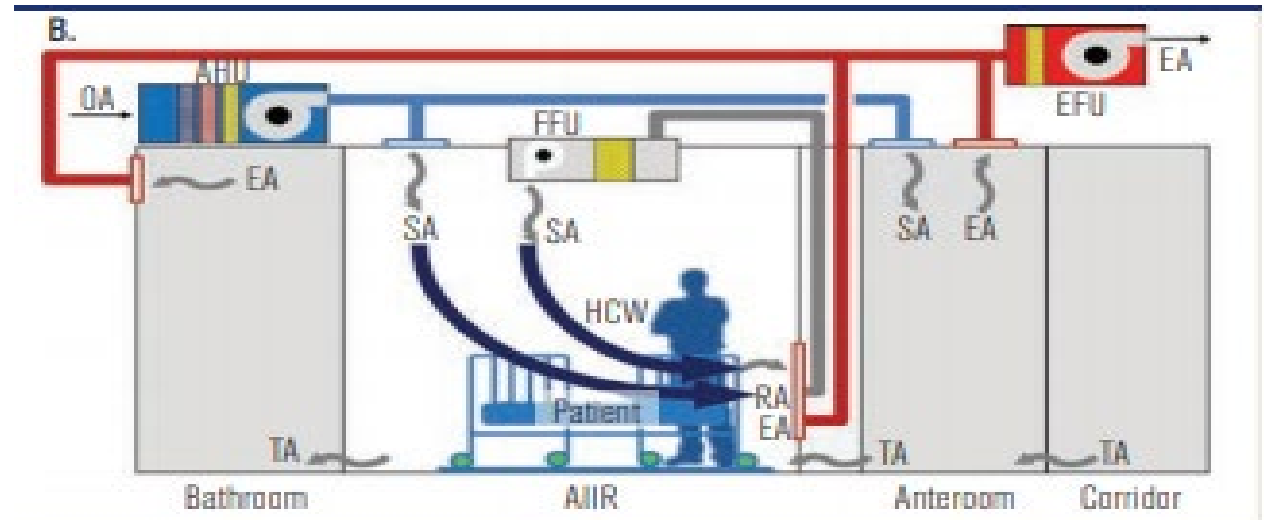 B.
AHU
OA
EA
EFU
FFU
EA
SA
SA
SA
EA
HCW
RA
Patient
EA
TA
TA
TA
Bathroom
AIIR
Anteroom
Corridor